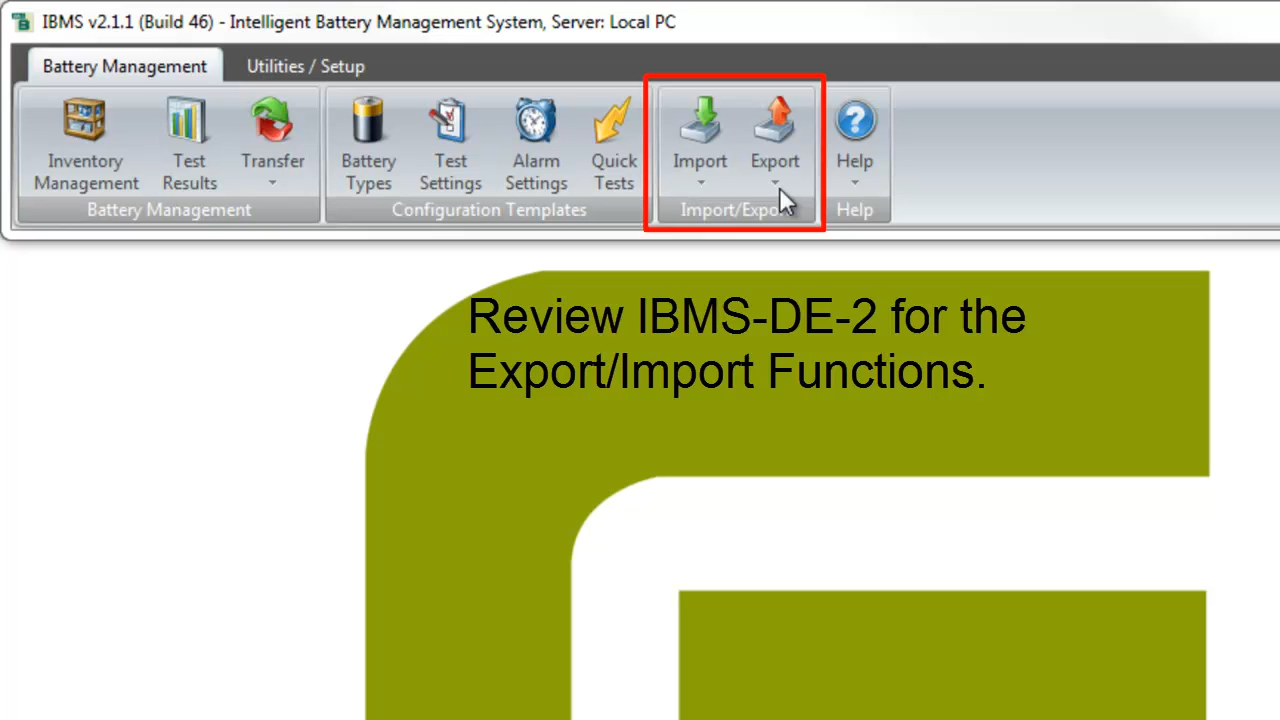 IBMS v2.1.1 (Build 46) - Intelligent Battery Management System, Server: Local PC
Battery Management
Utilities / Setup
Inventory
Management
Test
Results
Transfer
Battery Management
Battery
Types
Test
Settings
Alarm
Settings
Quick
Tests
Configuration Templates
Import
Export
Import/Export
Help
Help
Review IBMS-DE-2 for the
Export/Import Functions.